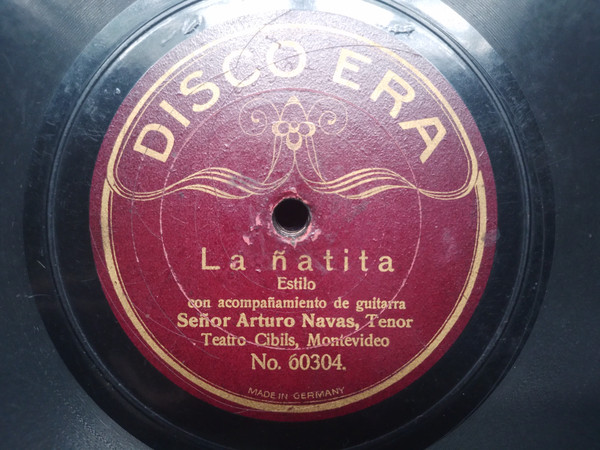 DISCO ERA
La ñatita
Estilo
con acompañamiento de guitarra
Señor Arturo Navas, Tenor
Teatro Cibils, Montevideo
No. 60304.
MADE IN GERMANY